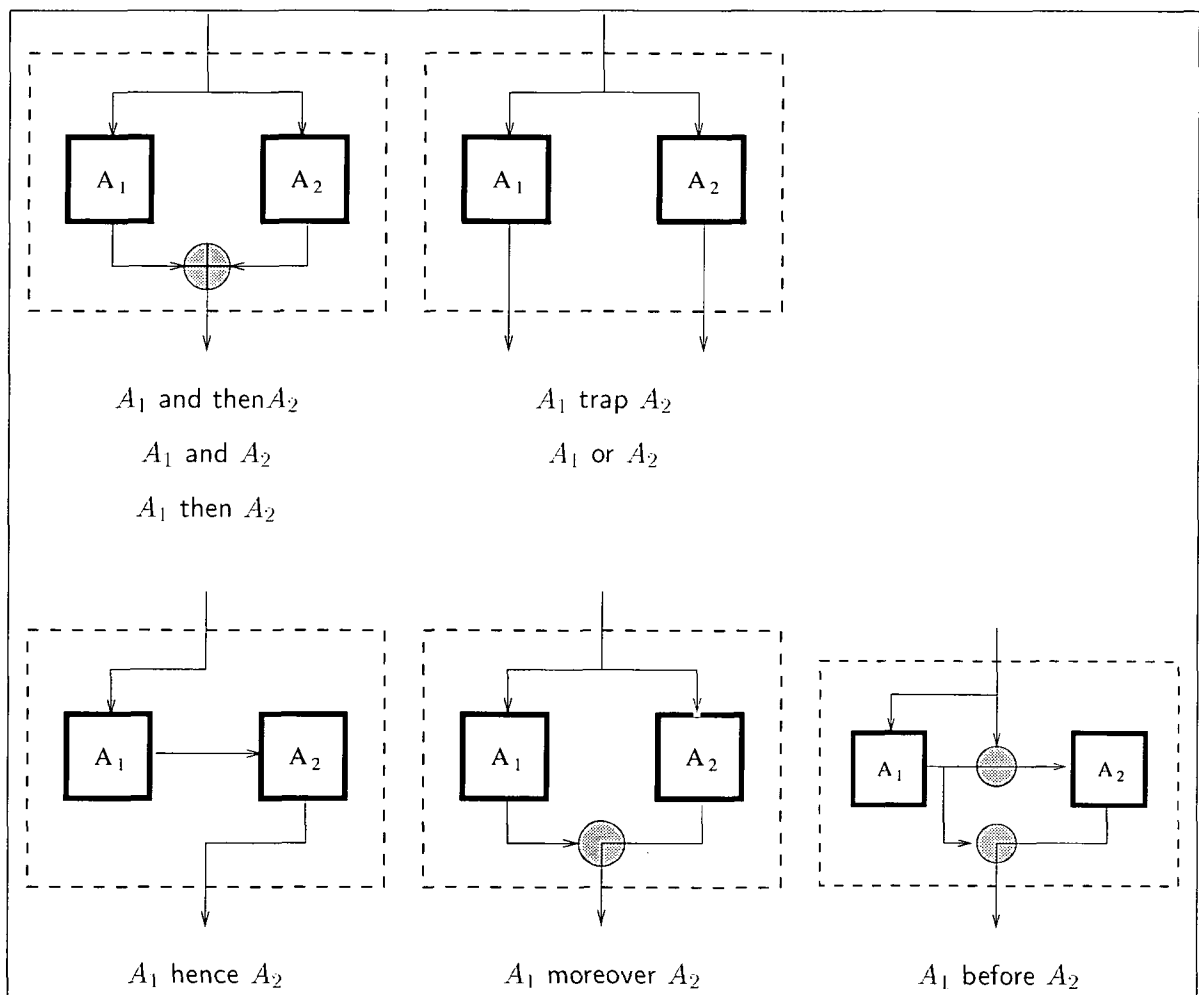 A1 A2 A1 A2
A1 and thenA2 A1 trap A2
A1 and A2 A1 or A2
A1 then A2
A1 A2 A1 A2 A1 A2
A1 hence A2 A1 moreover A2 A1 before A2